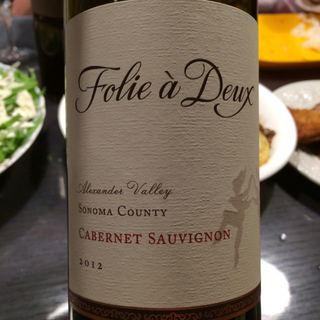 Folie à Deux
Alexander Valley
SONOMA COUNTY
CABERNET SAUVIGNON
2012